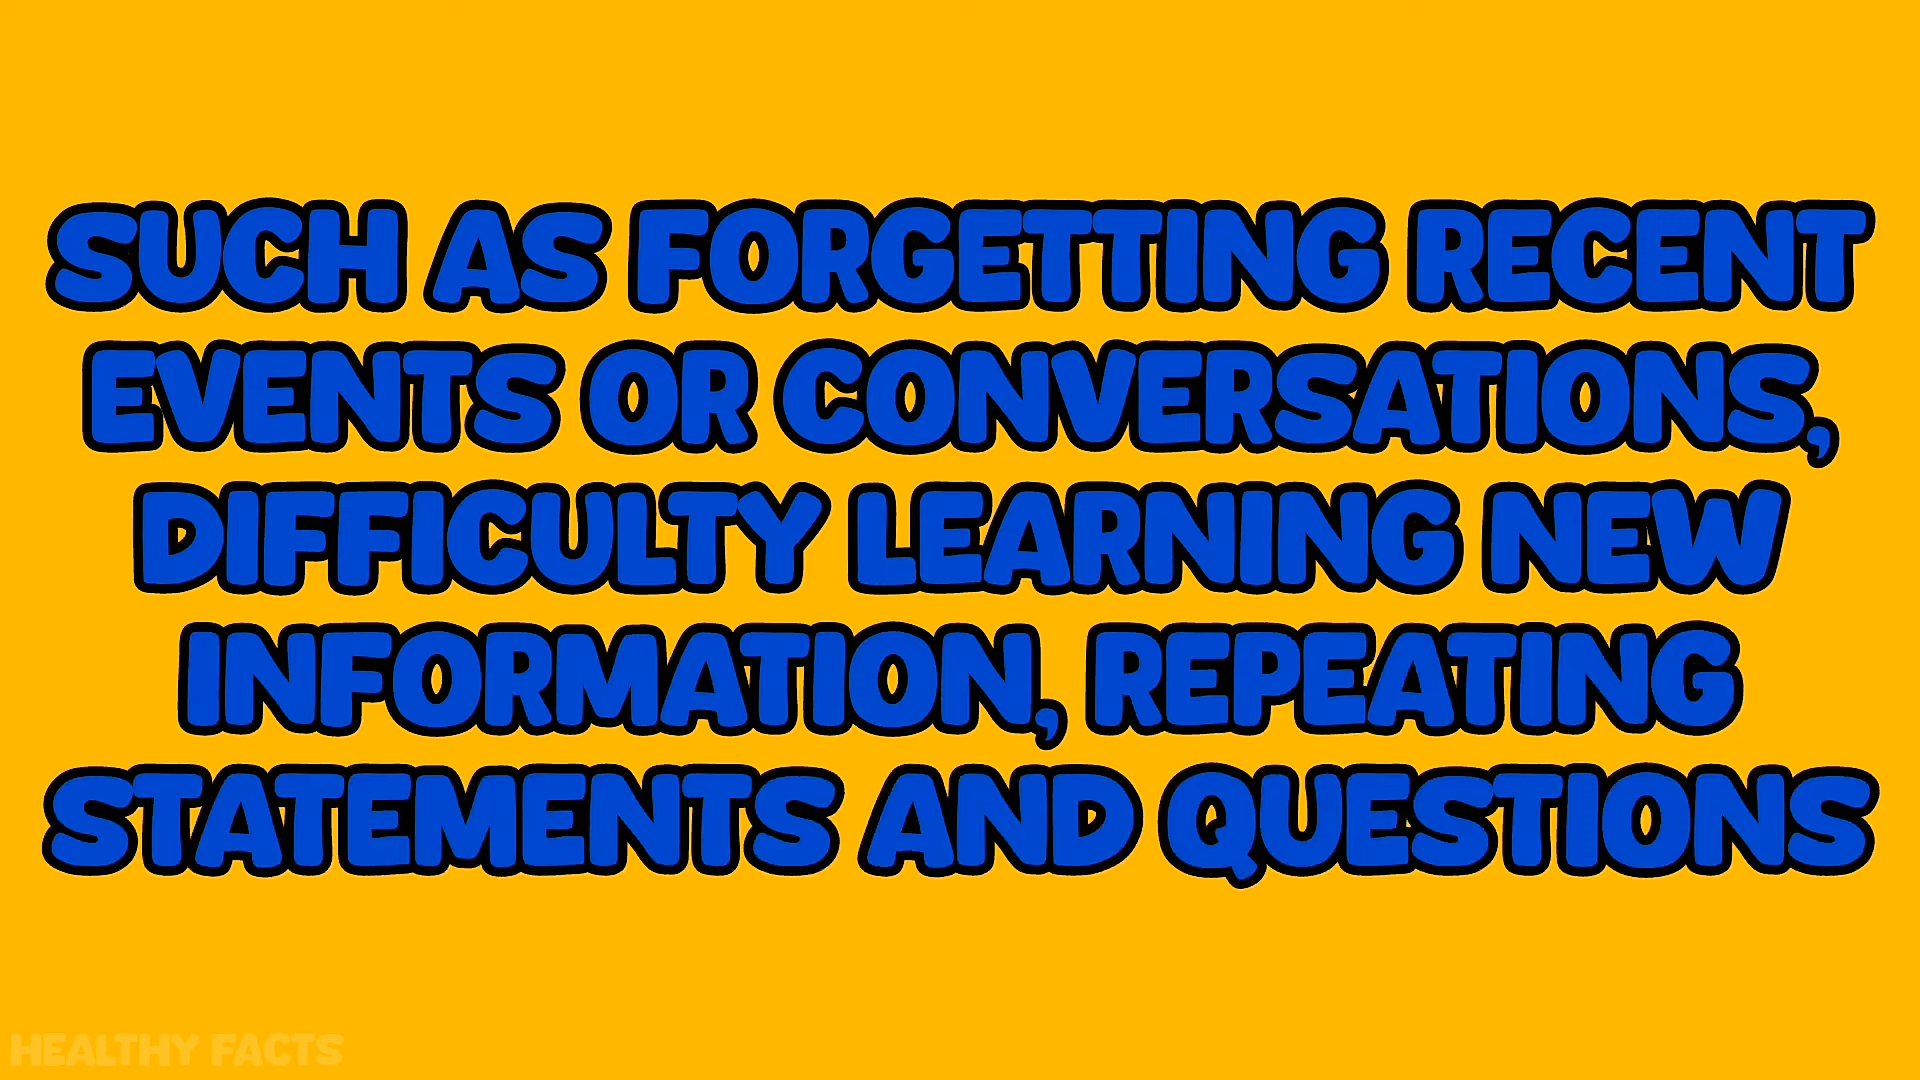 SUCH AS FORGETTING RECENT
EVENTS OR CONVERSATIONS,
DIFFICULTY LEARNING NEW
INFORMATION, REPEATING
STATEMENTS AND QUESTIONS
HEALTHY FACTS